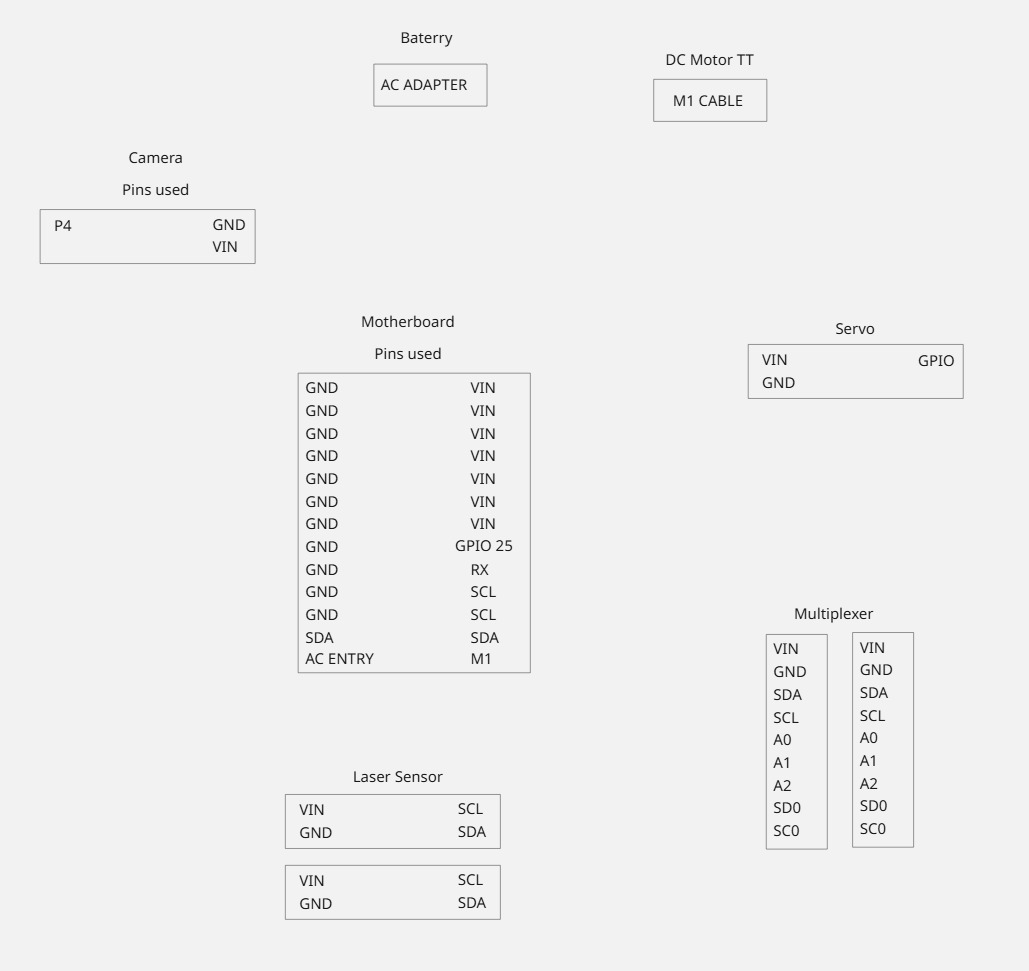 Baterry
AC ADAPTER
DC Motor TT
M1 CABLE
Camera
Pins used
P4 GND
VIN
Motherboard
Pins used
GND VIN
GND VIN
GND VIN
GND VIN
GND VIN
GND VIN
GND VIN
GND GPIO 25
GND RX
GND SCL
GND SCL
SDA SDA
AC ENTRY M1
Servo
VIN GPIO
GND
Multiplexer
VIN
GND
SDA
SCL
A0
A1
A2
SD0
SC0
VIN
GND
SDA
SCL
A0
A1
A2
SD0
SC0
Laser Sensor
VIN SCL
GND SDA
VIN SCL
GND SDA